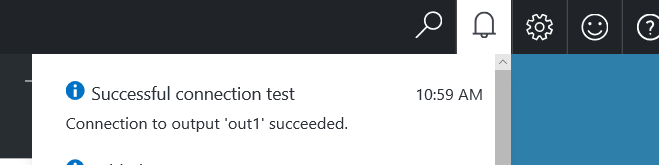 Successful connection test 10:59 AM
Connection to output 'out1' succeeded.